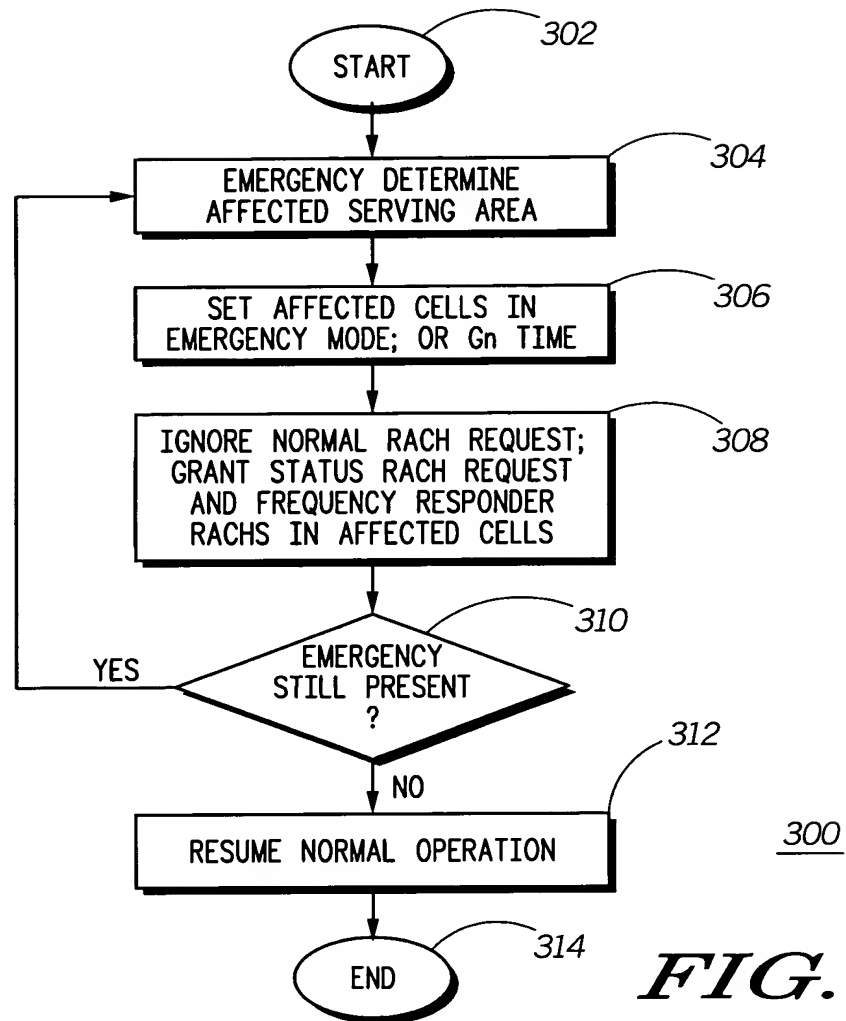 302
START
304
EMERGENCY DETERMINE
AFFECTED SERVING AREA
306
SET AFFECTED CELLS IN
EMERGENCY MODE; OR Gn TIME
308
IGNORE NORMAL RACH REQUEST;
GRANT STATUS RACH REQUEST
AND FREQUENCY RESPONDER
RACHS IN AFFECTED CELLS
310
EMERGENCY
STILL PRESENT
?
YES
NO
312
RESUME NORMAL OPERATION
300
314
END
FIG.